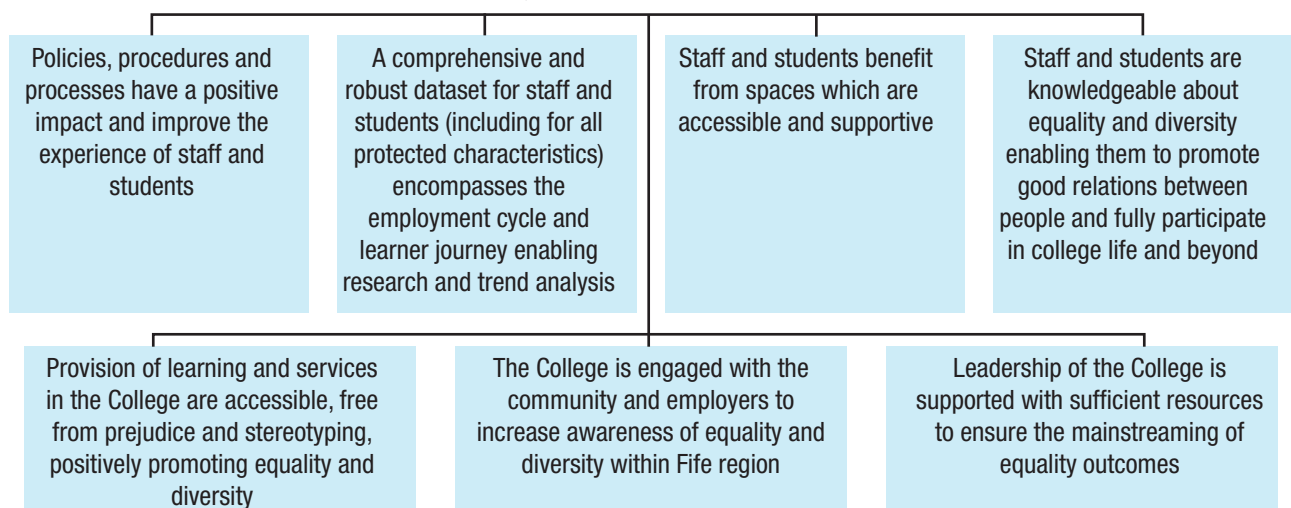 Policies, procedures and
processes have a positive
impact and improve the
experience of staff and
students
A comprehensive and
robust dataset for staff and
students (including for all
protected characteristics)
encompasses the
employment cycle and
learner journey enabling
research and trend analysis
Staff and students benefit
from spaces which are
accessible and supportive
Staff and students are
knowledgeable about
equality and diversity
enabling them to promote
good relations between
people and fully participate
in college life and beyond
Provision of learning and services
in the College are accessible, free
from prejudice and stereotyping,
positively promoting equality and
diversity
The College is engaged with the
community and employers to
increase awareness of equality and
diversity within Fife region
Leadership of the College is
supported with sufficient resources
to ensure the mainstreaming of
equality outcomes